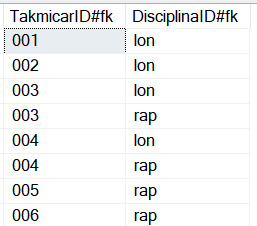 TakmicarID#fk DisciplinaID#fk
001 lon
002 lon
003 lon
003 rap
004 lon
004 rap
005 rap
006 rap